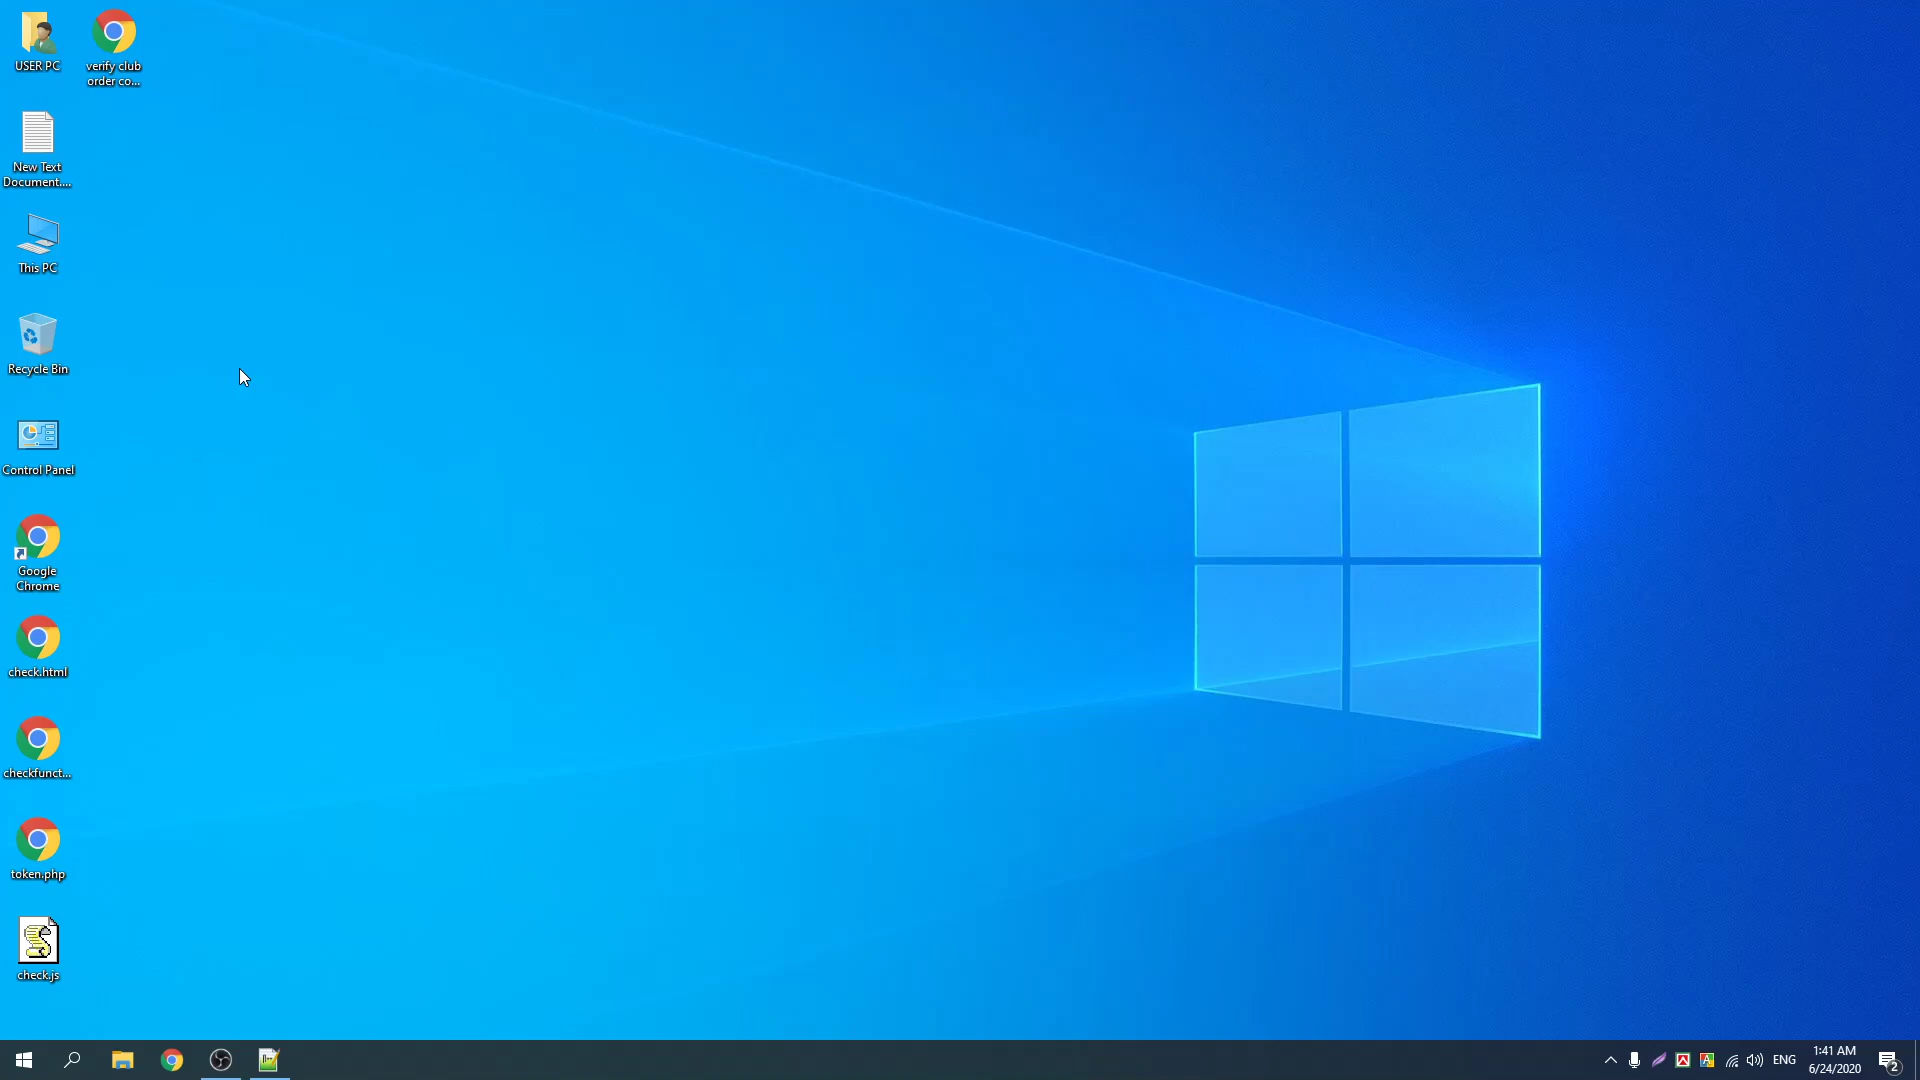 USER PC
verify club
order co...
New Text
Document....
This PC
Recycle Bin
Control Panel
Google
Chrome
check.html
checkfunct...
token.php
check.js
ENG
1:41 AM
6/24/2020
2